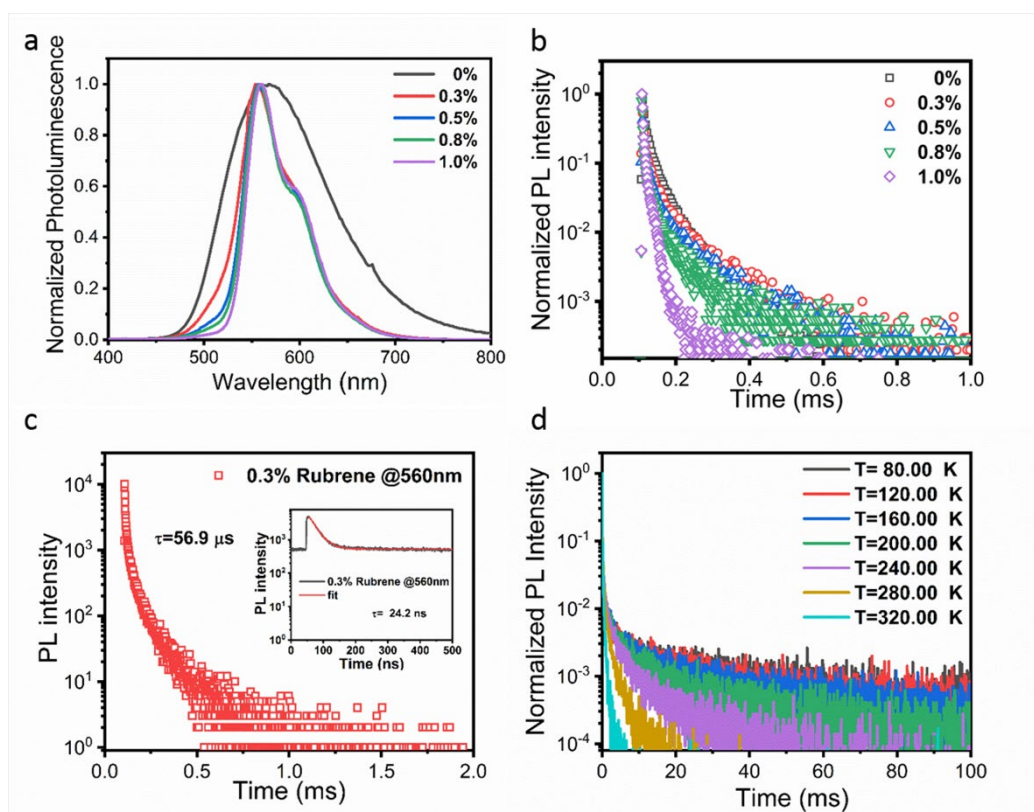 a
Normalized Photoluminescence
1.0
0.8
0.6
0.4
0.2
0.0
400
500
600
700
800
Wavelength (nm)
0%
0.3%
0.5%
0.8%
1.0%
b
Normalized PL intensity
10⁰
10⁻¹
10⁻²
10⁻³
0.0
0.2
0.4
0.6
0.8
1.0
Time (ms)
0%
0.3%
0.5%
0.8%
1.0%
c
PL intensity
10⁴
10³
10²
10¹
10⁰
0.0
0.5
1.0
1.5
2.0
Time (ms)
0.3% Rubrene @560nm
τ=56.9 μs
PL intensity
10⁴
10³
10²
10¹
10⁰
0
100
200
300
400
500
Time (ns)
0.3% Rubrene @560nm
fit
τ= 24.2 ns
d
Normalized PL Intensity
10⁰
10⁻¹
10⁻²
10⁻³
10⁻⁴
0
20
40
60
80
100
Time (ms)
T= 80.00 K
T=120.00 K
T=160.00 K
T=200.00 K
T=240.00 K
T=280.00 K
T=320.00 K